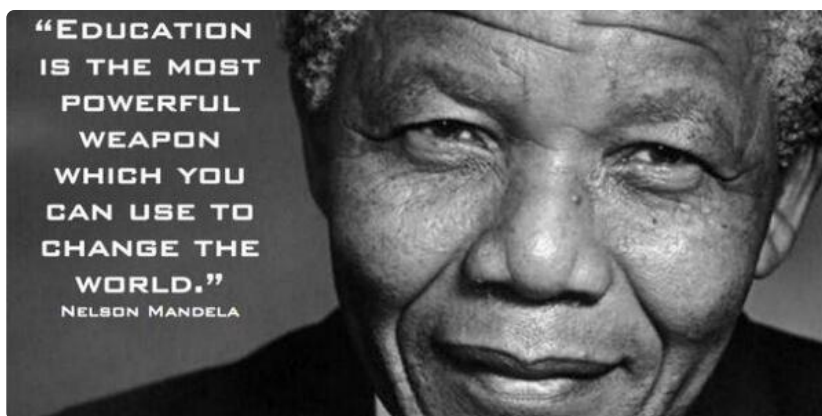 “EDUCATION
IS THE MOST
POWERFUL
WEAPON
WHICH YOU
CAN USE TO
CHANGE THE
WORLD.”
NELSON MANDELA